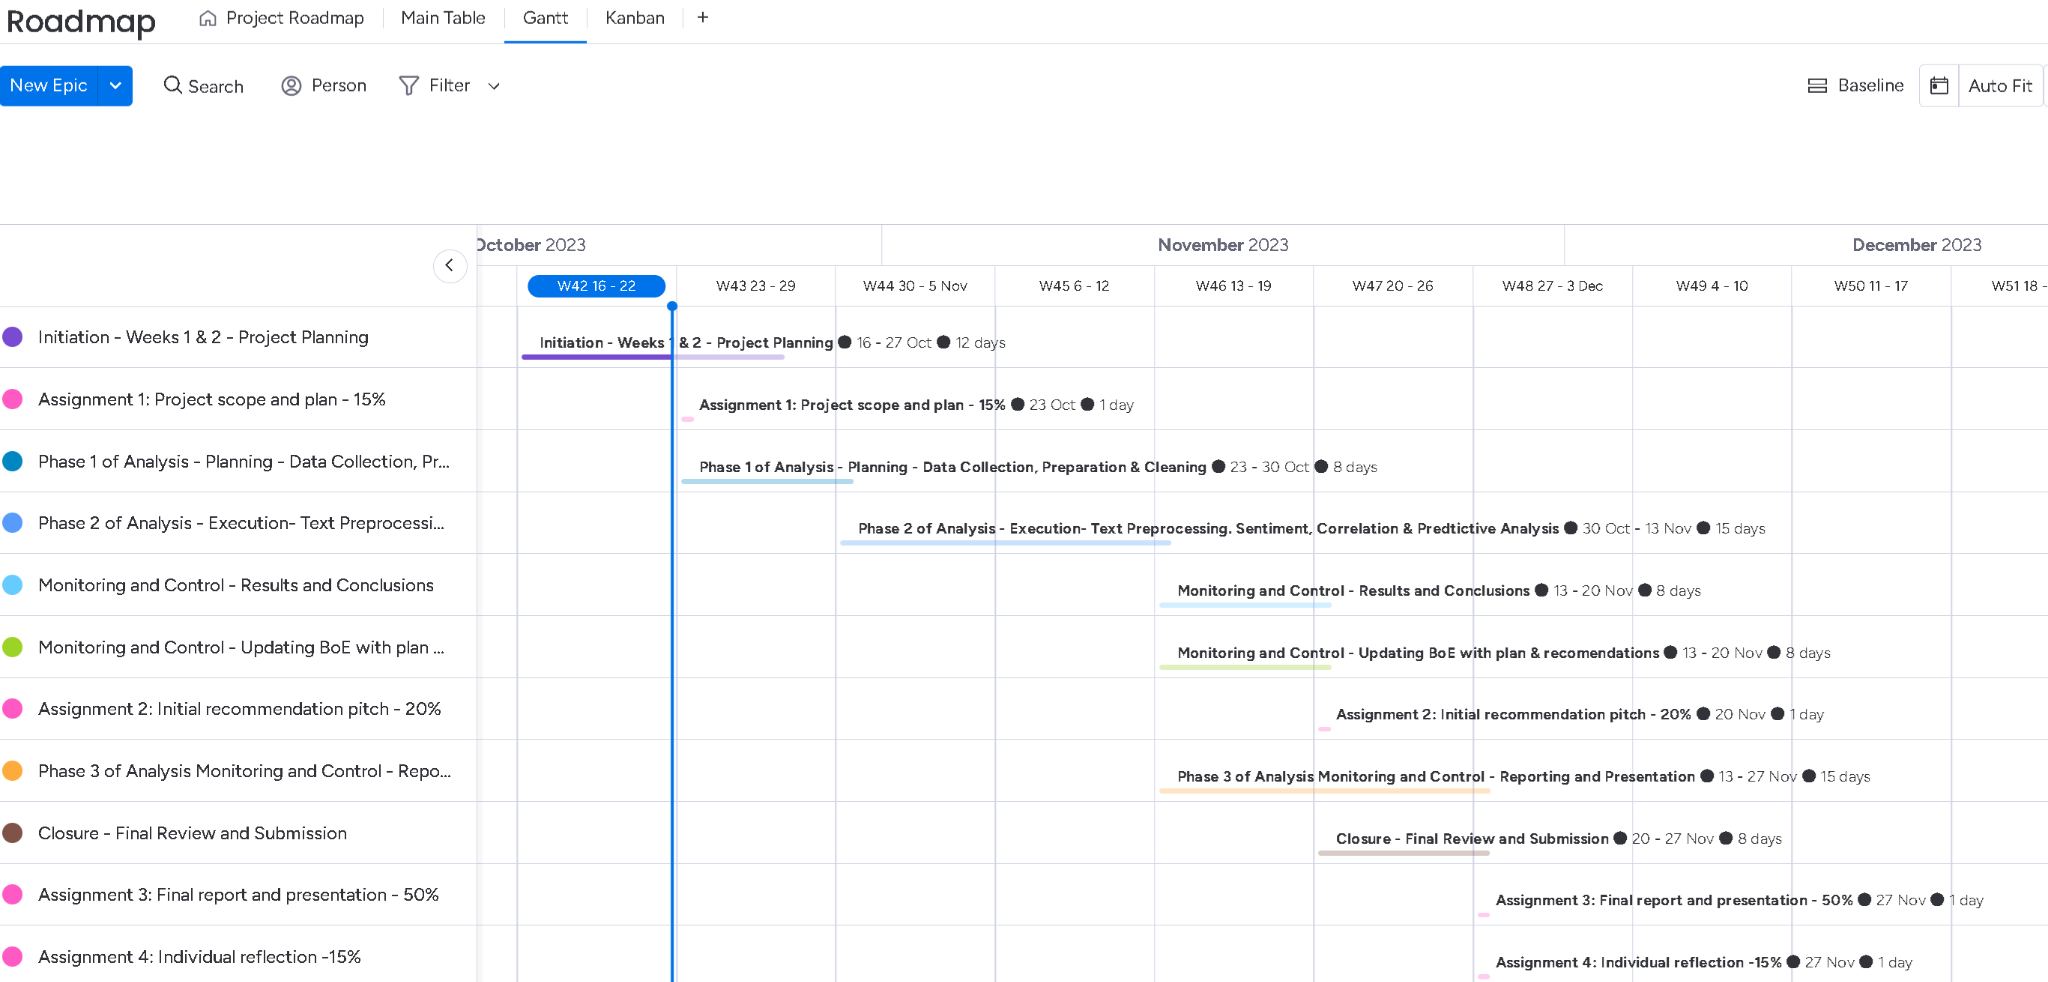 Roadmap
Project Roadmap
Main Table
Gantt
Kanban
+
New Epic
Search
Person
Filter
Baseline
Auto Fit
October 2023
November 2023
December 2023
W42 16 - 22
W43 23 - 29
W44 30 - 5 Nov
W45 6 - 12
W46 13 - 19
W47 20 - 26
W48 27 - 3 Dec
W49 4 - 10
W50 11 - 17
W51 18 -
Initiation - Weeks 1 & 2 - Project Planning
Initiation - Weeks 1 & 2 - Project Planning ● 16 - 27 Oct ● 12 days
Assignment 1: Project scope and plan - 15%
Assignment 1: Project scope and plan - 15% ● 23 Oct ● 1 day
Phase 1 of Analysis - Planning - Data Collection, Pr...
Phase 1 of Analysis - Planning - Data Collection, Preparation & Cleaning ● 23 - 30 Oct ● 8 days
Phase 2 of Analysis - Execution- Text Preprocessi...
Phase 2 of Analysis - Execution- Text Preprocessing. Sentiment, Correlation & Predtictive Analysis ● 30 Oct - 13 Nov ● 15 days
Monitoring and Control - Results and Conclusions
Monitoring and Control - Results and Conclusions ● 13 - 20 Nov ● 8 days
Monitoring and Control - Updating BoE with plan ...
Monitoring and Control - Updating BoE with plan & recomendations ● 13 - 20 Nov ● 8 days
Assignment 2: Initial recommendation pitch - 20%
Assignment 2: Initial recommendation pitch - 20% ● 20 Nov ● 1 day
Phase 3 of Analysis Monitoring and Control - Repo...
Phase 3 of Analysis Monitoring and Control - Reporting and Presentation ● 13 - 27 Nov ● 15 days
Closure - Final Review and Submission
Closure - Final Review and Submission ● 20 - 27 Nov ● 8 days
Assignment 3: Final report and presentation - 50%
Assignment 3: Final report and presentation - 50% ● 27 Nov ● 1 day
Assignment 4: Individual reflection -15%
Assignment 4: Individual reflection -15% ● 27 Nov ● 1 day